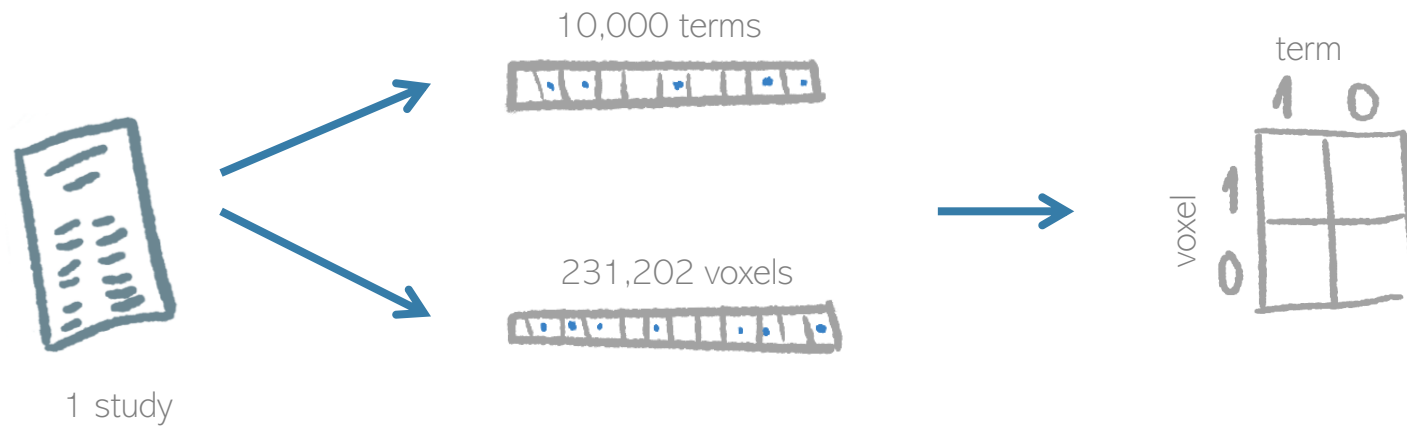 10,000 terms
1 study
231,202 voxels
term
1 0
voxel
1
0